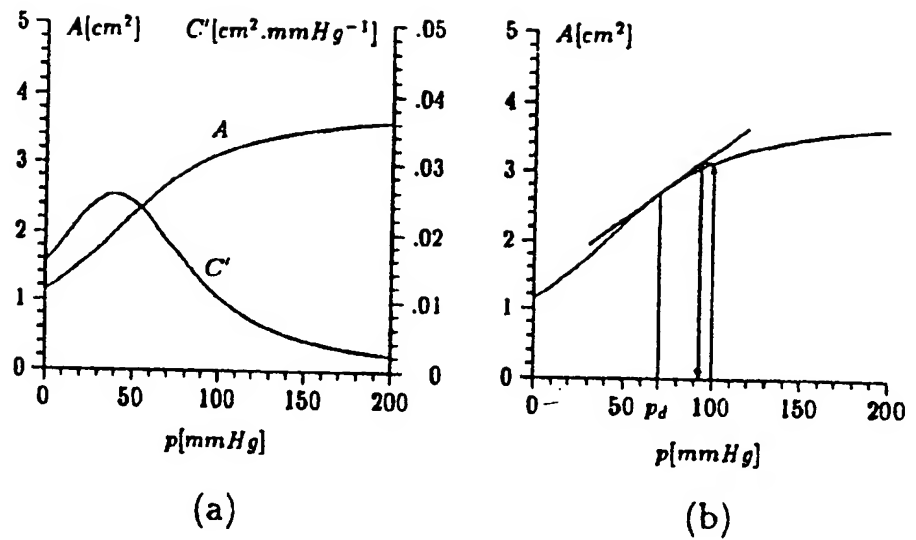 A[cm²] C'[cm².mmHg⁻¹]
5
4
3
2
1
0
.05
.04
.03
.02
.01
0
A
C'
0 50 100 150 200
p[mmHg]
(a)
A[cm²]
5
4
3
2
1
0
0 50 p_d 100 150 200
p[mmHg]
(b)